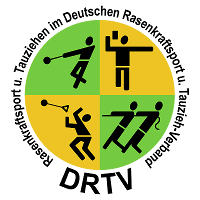 Rasenkraftsport u. Tauziehen im Deutschen Rasenkraftsport u. Tauzieh-Verband
DRTV